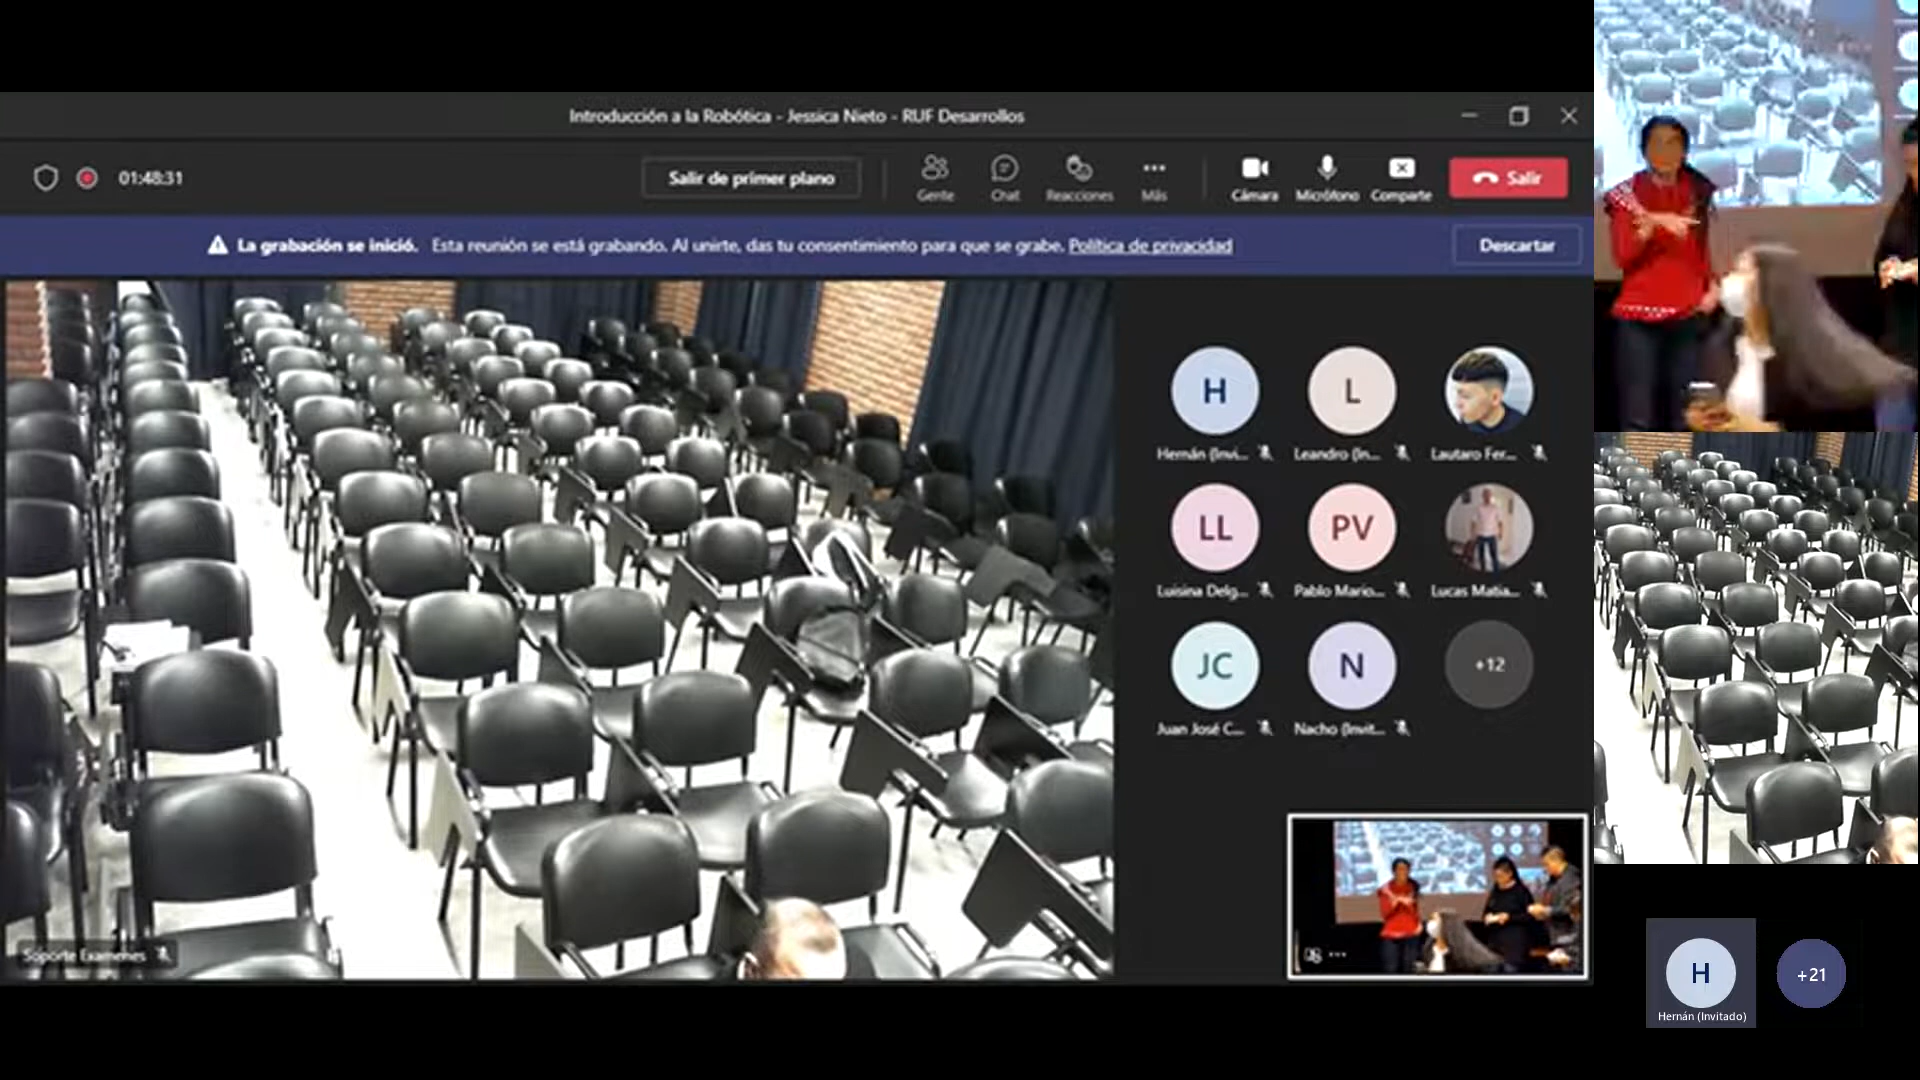 Introducción a la Robótica - Jessica Nieto - RUF Desarrollos
01:48:31
Salir de primer plano
Gente
Chat
Reacciones
Más
Cámara
Micrófono
Comparte
Salir
La grabación se inició. Esta reunión se está grabando. Al unirte, das tu consentimiento para que se grabe. Política de privacidad
Descartar
H
L
Hernán (Invi...
Leandro (In...
Lautaro Fer...
LL
PV
Luisina Delg...
Pablo Mario...
Lucas Matia...
JC
N
+12
Juan José C...
Nacho (Invit...
Soporte Examenes
H
+21
Hernán (Invitado)